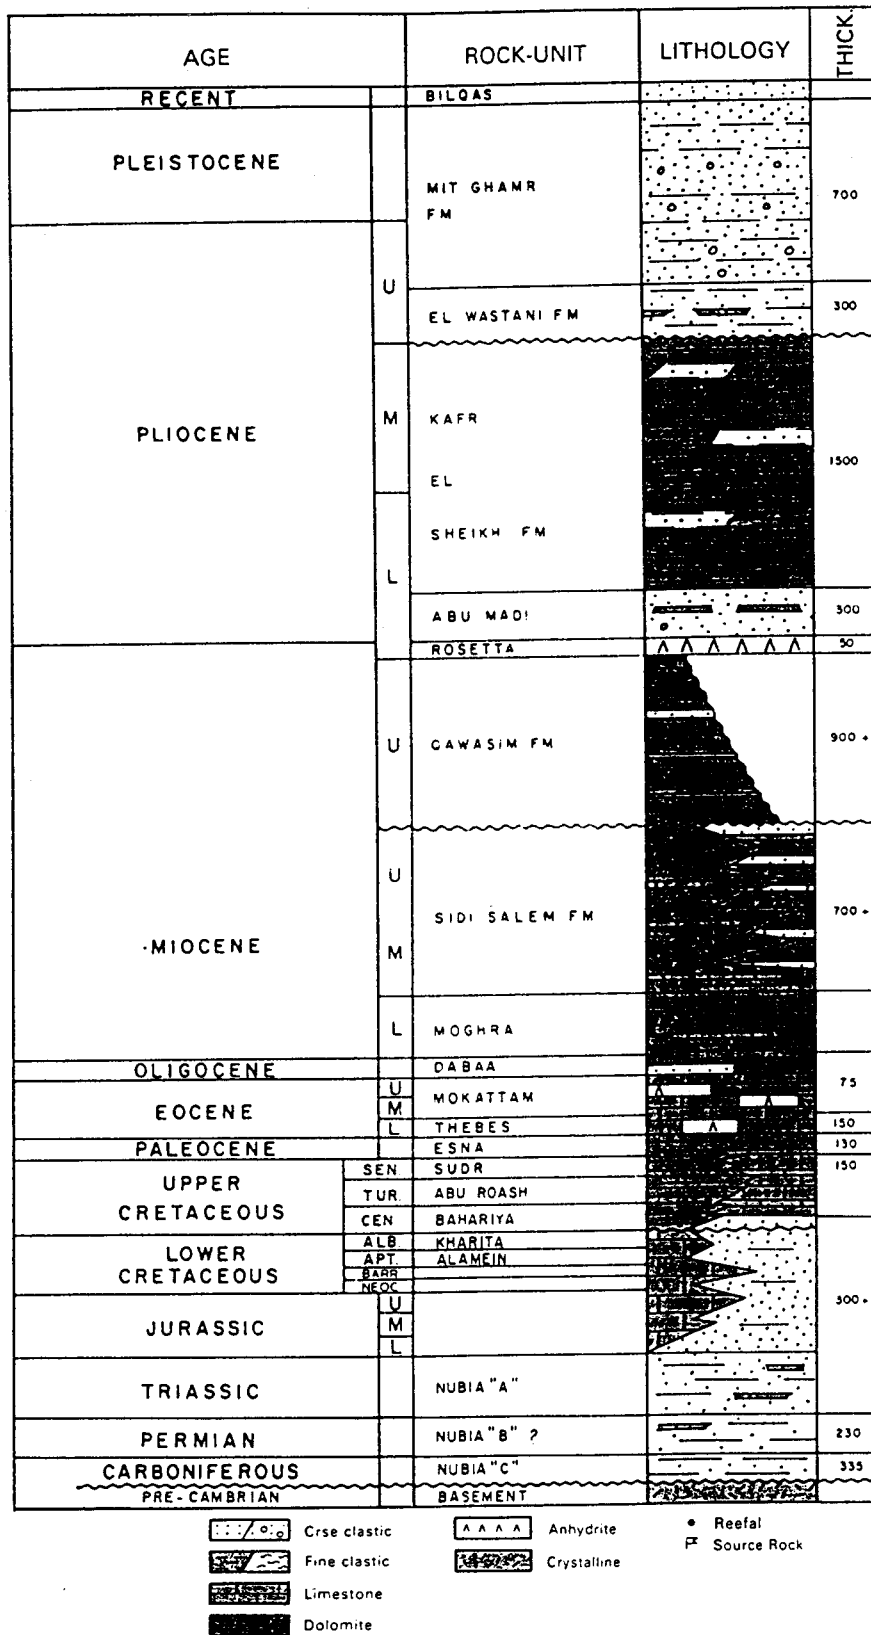 AGE ROCK-UNIT LITHOLOGY THICK.
RECENT BILQAS
PLEISTOCENE
MIT GHAMR
FM
700
U
EL WASTANI FM 300
PLIOCENE
M
KAFR
EL
1500
SHEIKH FM
L
ABU MADI 300
ROSETTA 50
U GAWASIM FM 900 +
U
SIDI SALEM FM 700 +
·MIOCENE
M
L MOGHRA
OLIGOCENE DABAA
75
EOCENE
U
M
MOKATTAM
L THEBES 150
PALEOCENE ESNA 130
UPPER
CRETACEOUS
SEN. SUDR 150
TUR. ABU ROASH
CEN BAHARIYA
LOWER
CRETACEOUS
ALB. KHARITA
APT. ALAMEIN
BARR
NEOC
300 +
JURASSIC
U
M
L
TRIASSIC NUBIA "A"
PERMIAN NUBIA "B" ? 230
CARBONIFEROUS NUBIA "C" 335
PRE-CAMBRIAN BASEMENT
Crse clastic
Fine clastic
Limestone
Dolomite
Anhydrite
Crystalline
Reefal
Source Rock